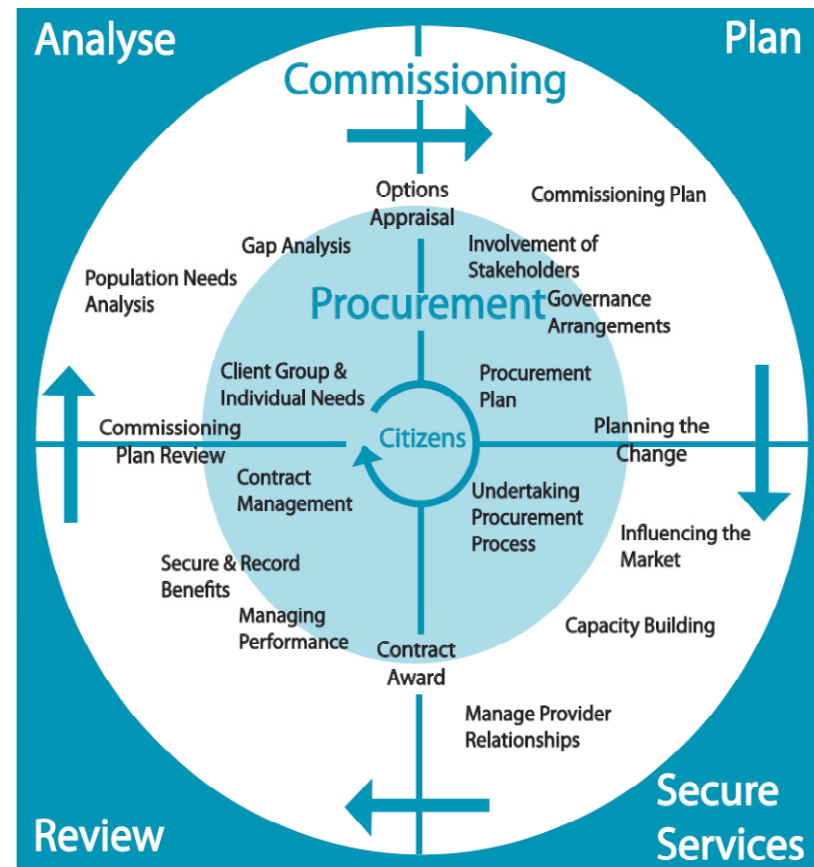 Analyse
Plan
Commissioning
Options
Appraisal
Commissioning Plan
Gap Analysis
Involvement of
Stakeholders
Population Needs
Analysis
Procurement
Governance
Arrangements
Client Group &
Individual Needs
Procurement
Plan
Commissioning
Plan Review
Citizens
Planning the
Change
Contract
Management
Undertaking
Procurement
Process
Influencing the
Market
Secure & Record
Benefits
Managing
Performance
Capacity Building
Contract
Award
Manage Provider
Relationships
Review
Secure
Services